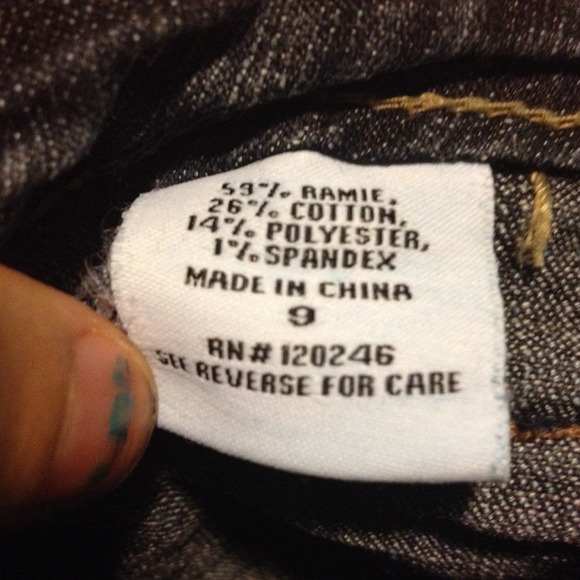 59% RAMIE,
26% COTTON,
14% POLYESTER,
1% SPANDEX
MADE IN CHINA
9
RN# 120246
SEE REVERSE FOR CARE